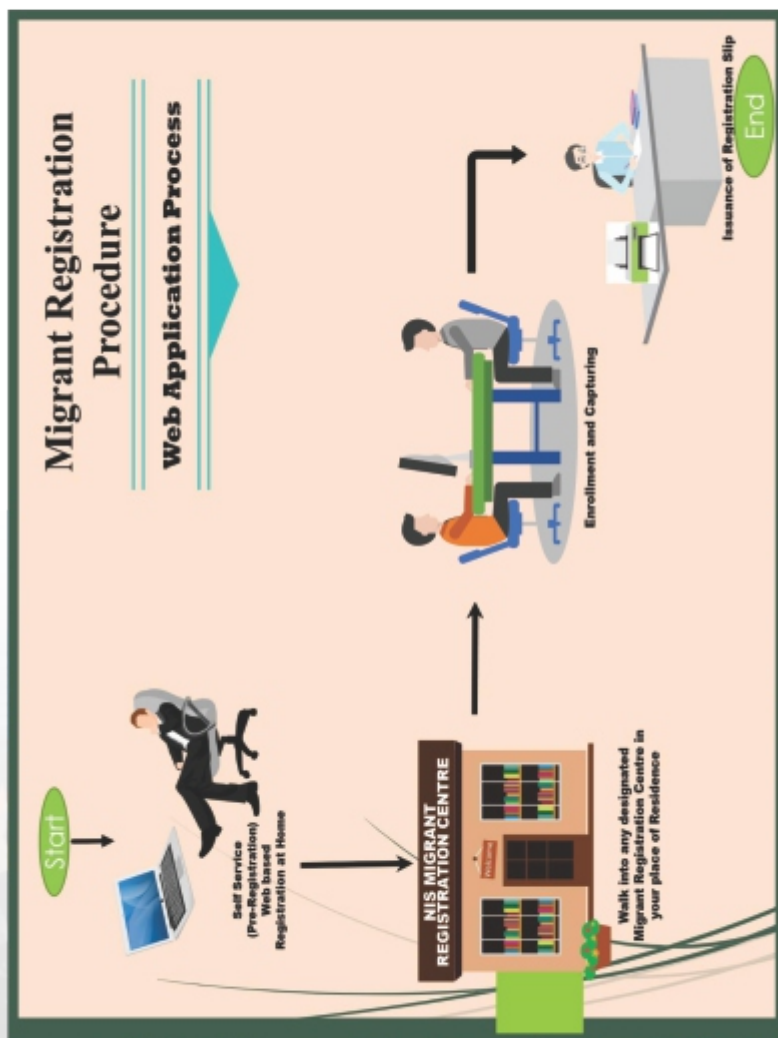 Migrant Registration
Procedure
Web Application Process
Start
Self Service
(Pre-Registration)
Web based
Registration at Home
NIS MIGRANT
REGISTRATION CENTRE
Welcome
Walk into any designated
Migrant Registration Centre in
your place of Residence
Enrollment and Capturing
Issuance of Registration Slip
End